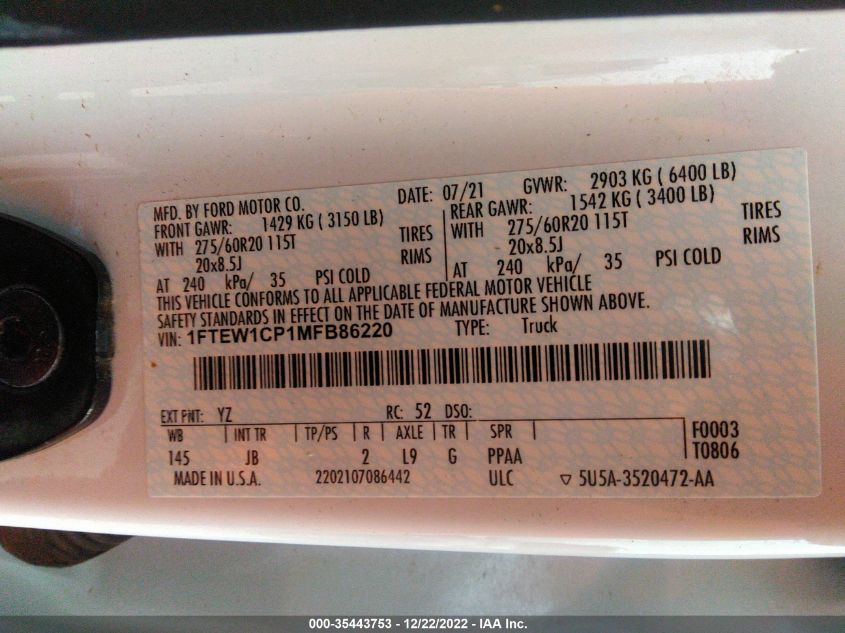 MFD. BY FORD MOTOR CO. DATE: 07/21 GVWR: 2903 KG ( 6400 LB)
FRONT GAWR: 1429 KG ( 3150 LB) REAR GAWR: 1542 KG ( 3400 LB)
WITH 275/60R20 115T TIRES WITH 275/60R20 115T TIRES
20x8.5J RIMS 20x8.5J RIMS
AT 240 kPa/ 35 PSI COLD AT 240 kPa/ 35 PSI COLD
THIS VEHICLE CONFORMS TO ALL APPLICABLE FEDERAL MOTOR VEHICLE
SAFETY STANDARDS IN EFFECT ON THE DATE OF MANUFACTURE SHOWN ABOVE.
VIN: 1FTEW1CP1MFB86220 TYPE: Truck
EXT PNT: YZ RC: 52 DSO:
WB INT TR TP/PS R AXLE TR SPR F0003
145 JB 2 L9 G PPAA T0806
MADE IN U.S.A. 2202107086442 ULC ▽ 5U5A-3520472-AA
000-35443753 - 12/22/2022 - IAA Inc.